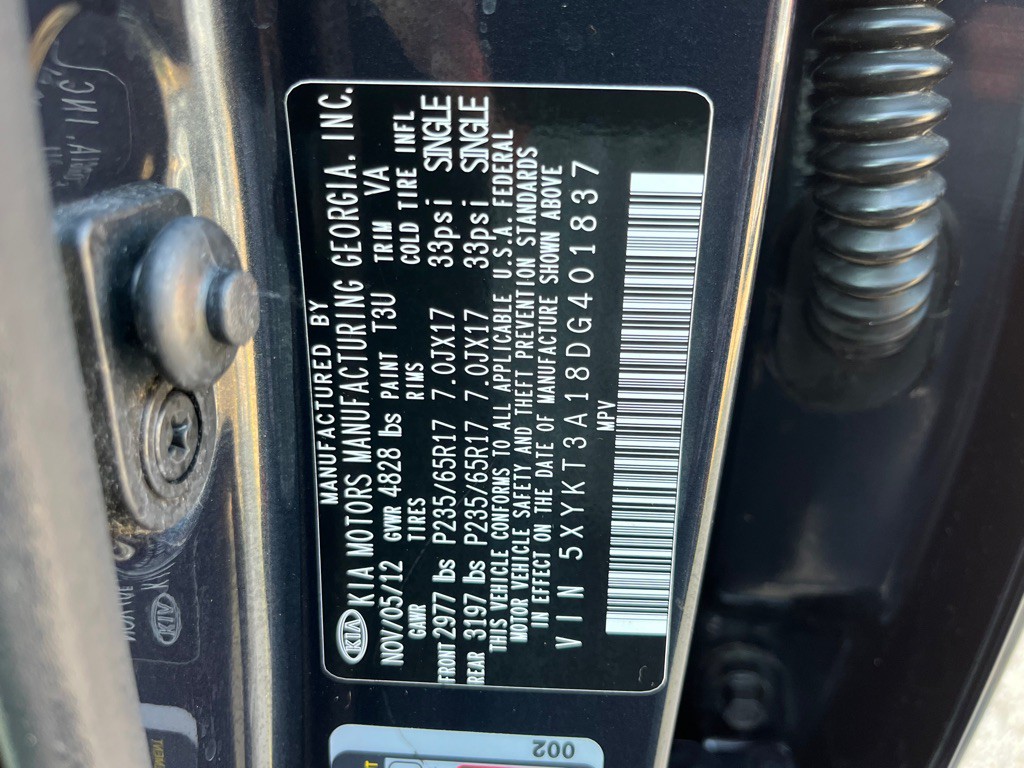 MANUFACTURED BY
KIA KIA MOTORS MANUFACTURING GEORGIA. INC.
NOV/05/12 GVWR 4828 lbs PAINT T3U TRIM VA
GAWR TIRES RIMS COLD TIRE INFL
FRONT 2977 lbs P235/65R17 7.0JX17 33psi SINGLE
REAR 3197 lbs P235/65R17 7.0JX17 33psi SINGLE
THIS VEHICLE CONFORMS TO ALL APPLICABLE U.S.A. FEDERAL
MOTOR VEHICLE SAFETY AND THEFT PREVENTION STANDARDS
IN EFFECT ON THE DATE OF MANUFACTURE SHOWN ABOVE
VIN 5XYKT3A18DG401837
MPV
002
KIA